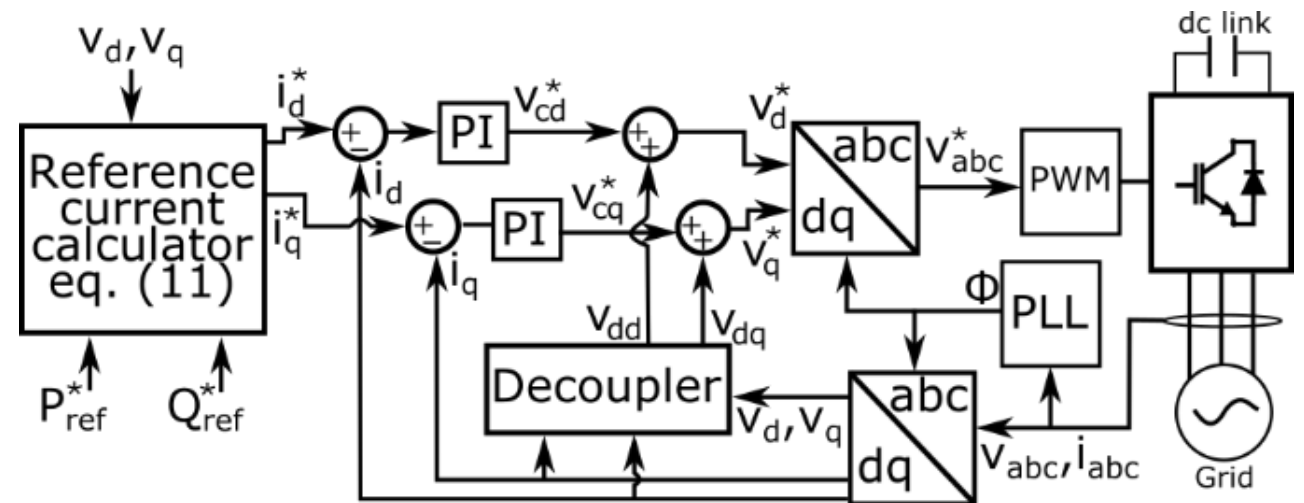 dc link
v_d,v_q
i_d^*
v_cd^*
v_d^*
+
−
PI
+
+
abc
dq
v_abc^*
PWM
Reference
current
calculator
eq. (11)
i_d
i_q^*
+
−
PI
v_cq^*
+
+
v_q^*
i_q
Φ
PLL
v_dd
v_dq
Decoupler
v_d,v_q
abc
dq
v_abc,i_abc
P_ref^*
Q_ref^*
Grid